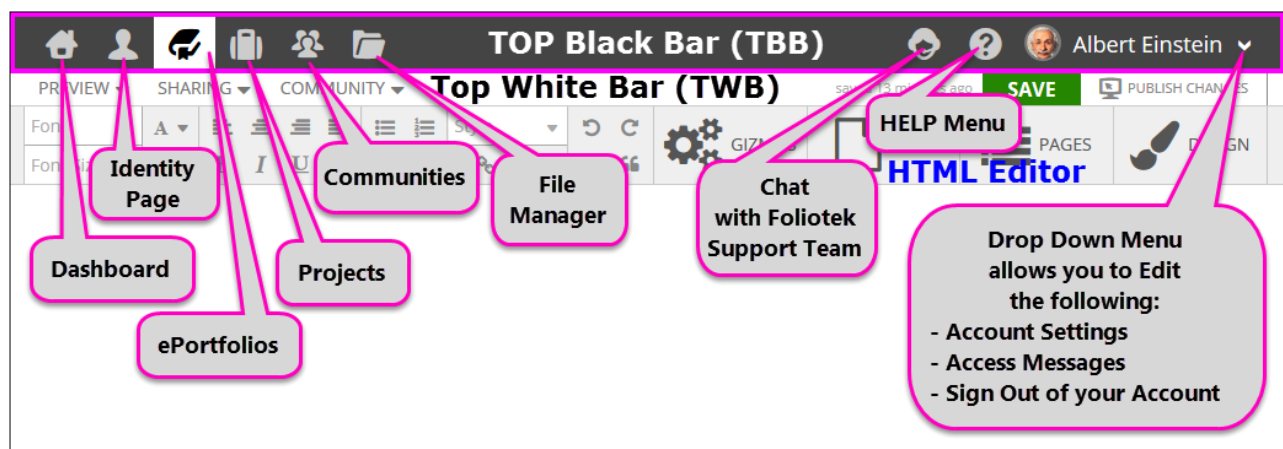 TOP Black Bar (TBB)
Albert Einstein
SHARING
COMMUNITY
Top White Bar (TWB)
ago
SAVE
PUBLISH CHANGES
A
I
U
PAGES
HELP Menu
HTML Editor
Identity
Page
Communities
File
Manager
Chat
with Foliotek
Support Team
Dashboard
Projects
ePortfolios
Drop Down Menu
allows you to Edit
the following:
- Account Settings
- Access Messages
- Sign Out of your Account